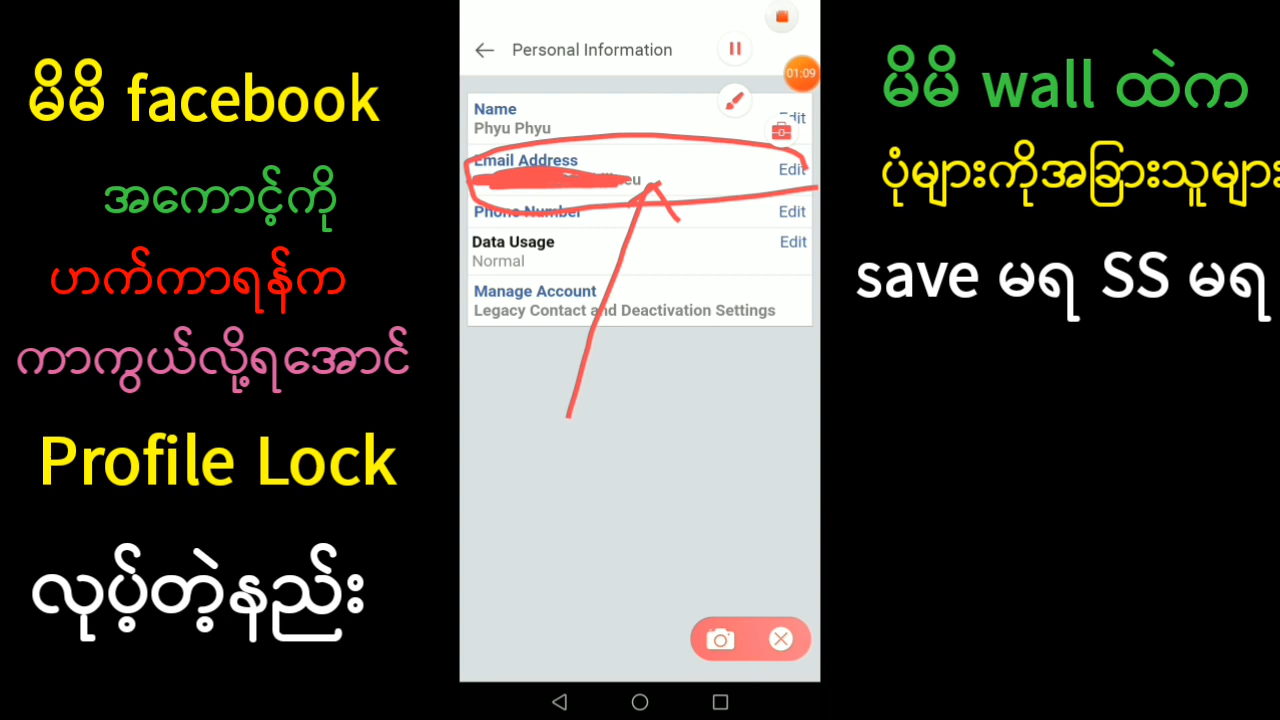 မိမိ facebook
အကောင့်ကို
ဟက်ကာရန်က
ကာကွယ်လို့ရအောင်
Profile Lock
လုပ့်တဲ့နည်း
Personal Information
01:09
Name
Edit
Phyu Phyu
Email Address
Edit
Phone Number
Edit
Data Usage
Edit
Normal
Manage Account
Legacy Contact and Deactivation Settings
မိမိ wall ထဲက
ပုံများကိုအခြားသူများ
save မရ SS မရ